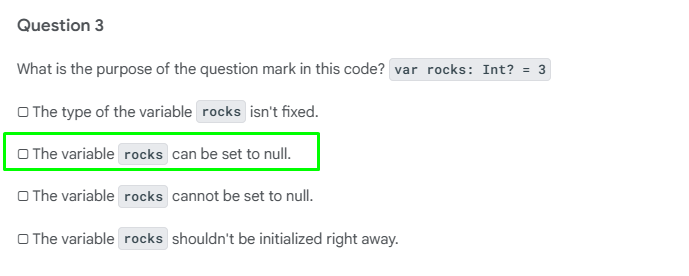 Question 3
What is the purpose of the question mark in this code? var rocks: Int? = 3
The type of the variable rocks isn't fixed.
The variable rocks can be set to null.
The variable rocks cannot be set to null.
The variable rocks shouldn't be initialized right away.